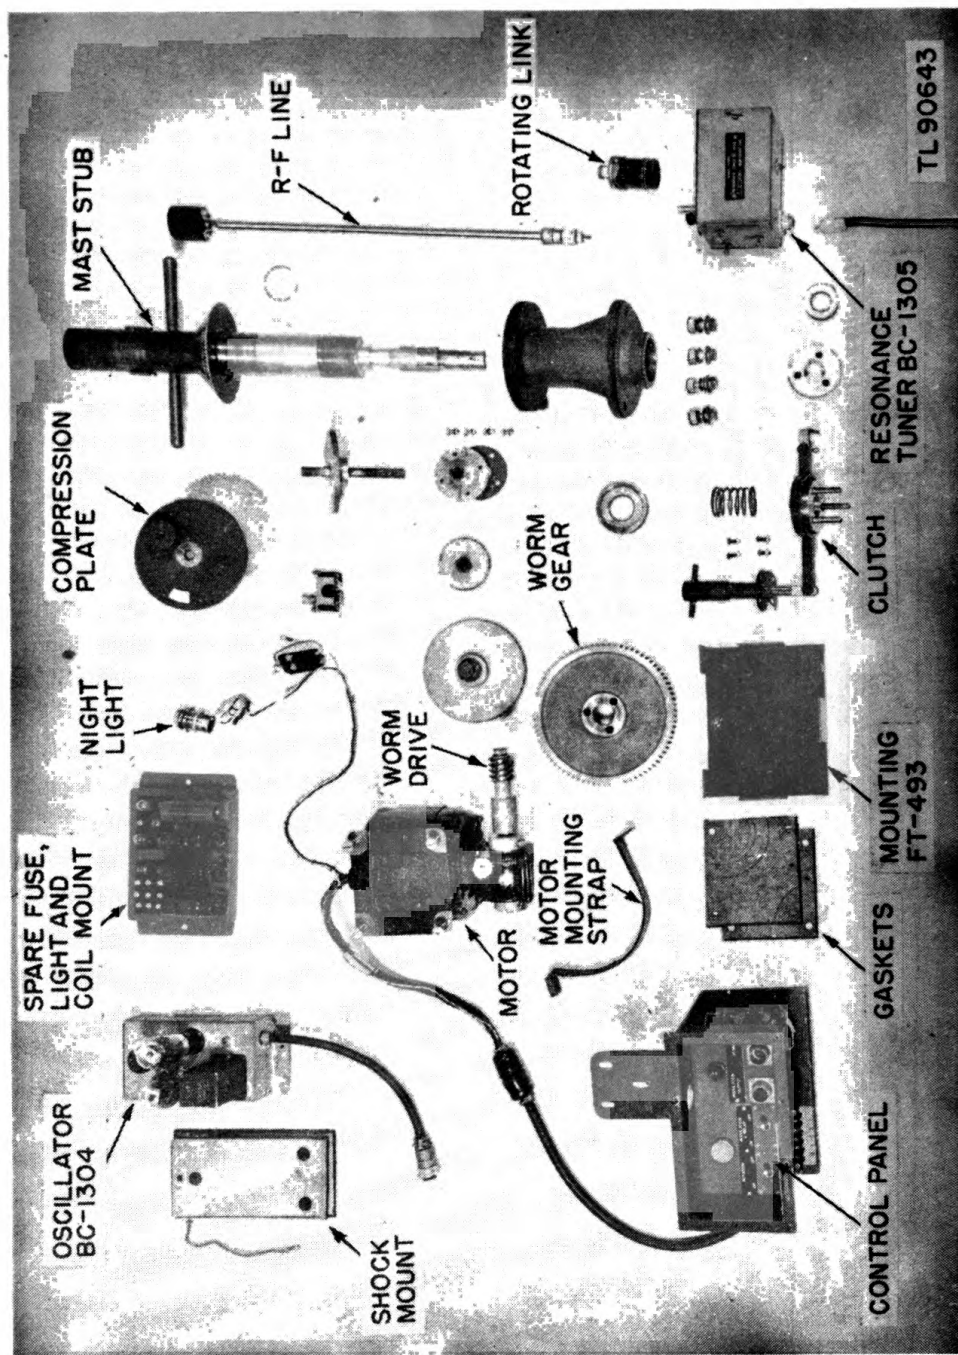 OSCILLATOR
BC-1304
SPARE FUSE,
LIGHT AND
COIL MOUNT
NIGHT
LIGHT
COMPRESSION
PLATE
MAST STUB
R-F LINE
SHOCK
MOUNT
MOTOR
WORM
DRIVE
MOTOR
MOUNTING
STRAP
WORM
GEAR
ROTATING LINK
CONTROL PANEL
GASKETS
MOUNTING
FT-493
CLUTCH
RESONANCE
TUNER BC-1305
TL 90643